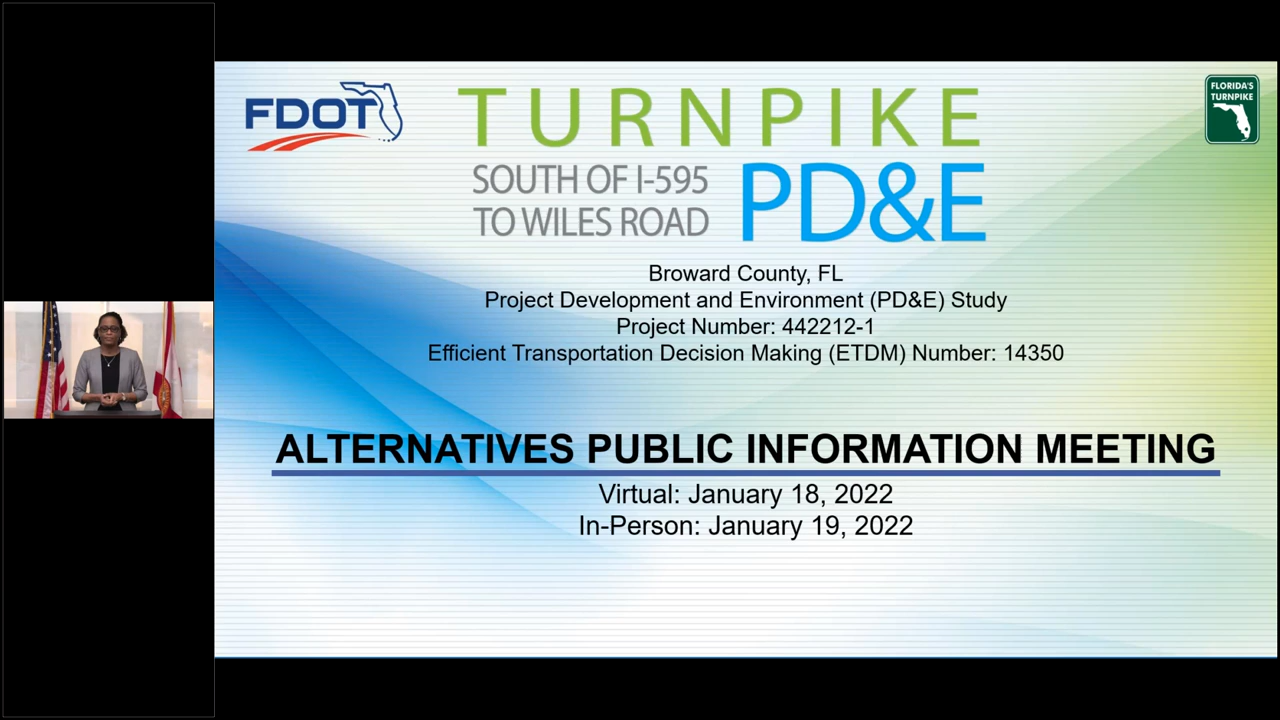 FDOT
TURNPIKE
SOUTH OF I-595
TO WILES ROAD
PD&E
FLORIDA'S
TURNPIKE
Broward County, FL
Project Development and Environment (PD&E) Study
Project Number: 442212-1
Efficient Transportation Decision Making (ETDM) Number: 14350
ALTERNATIVES PUBLIC INFORMATION MEETING
Virtual: January 18, 2022
In-Person: January 19, 2022